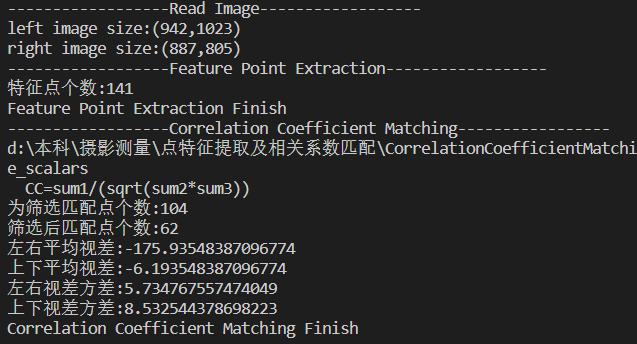 -----------------Read Image-----------------
left image size:(942,1023)
right image size:(887,805)
-----------------Feature Point Extraction-----------------
特征点个数:141
Feature Point Extraction Finish
-----------------Correlation Coefficient Matching----------------
d:\本科\摄影测量\点特征提取及相关系数匹配\CorrelationCoefficientMatchi
e_scalars
  CC=sum1/(sqrt(sum2*sum3))
为筛选匹配点个数:104
筛选后匹配点个数:62
左右平均视差:-175.93548387096774
上下平均视差:-6.193548387096774
左右视差方差:5.734767557474049
上下视差方差:8.532544378698223
Correlation Coefficient Matching Finish